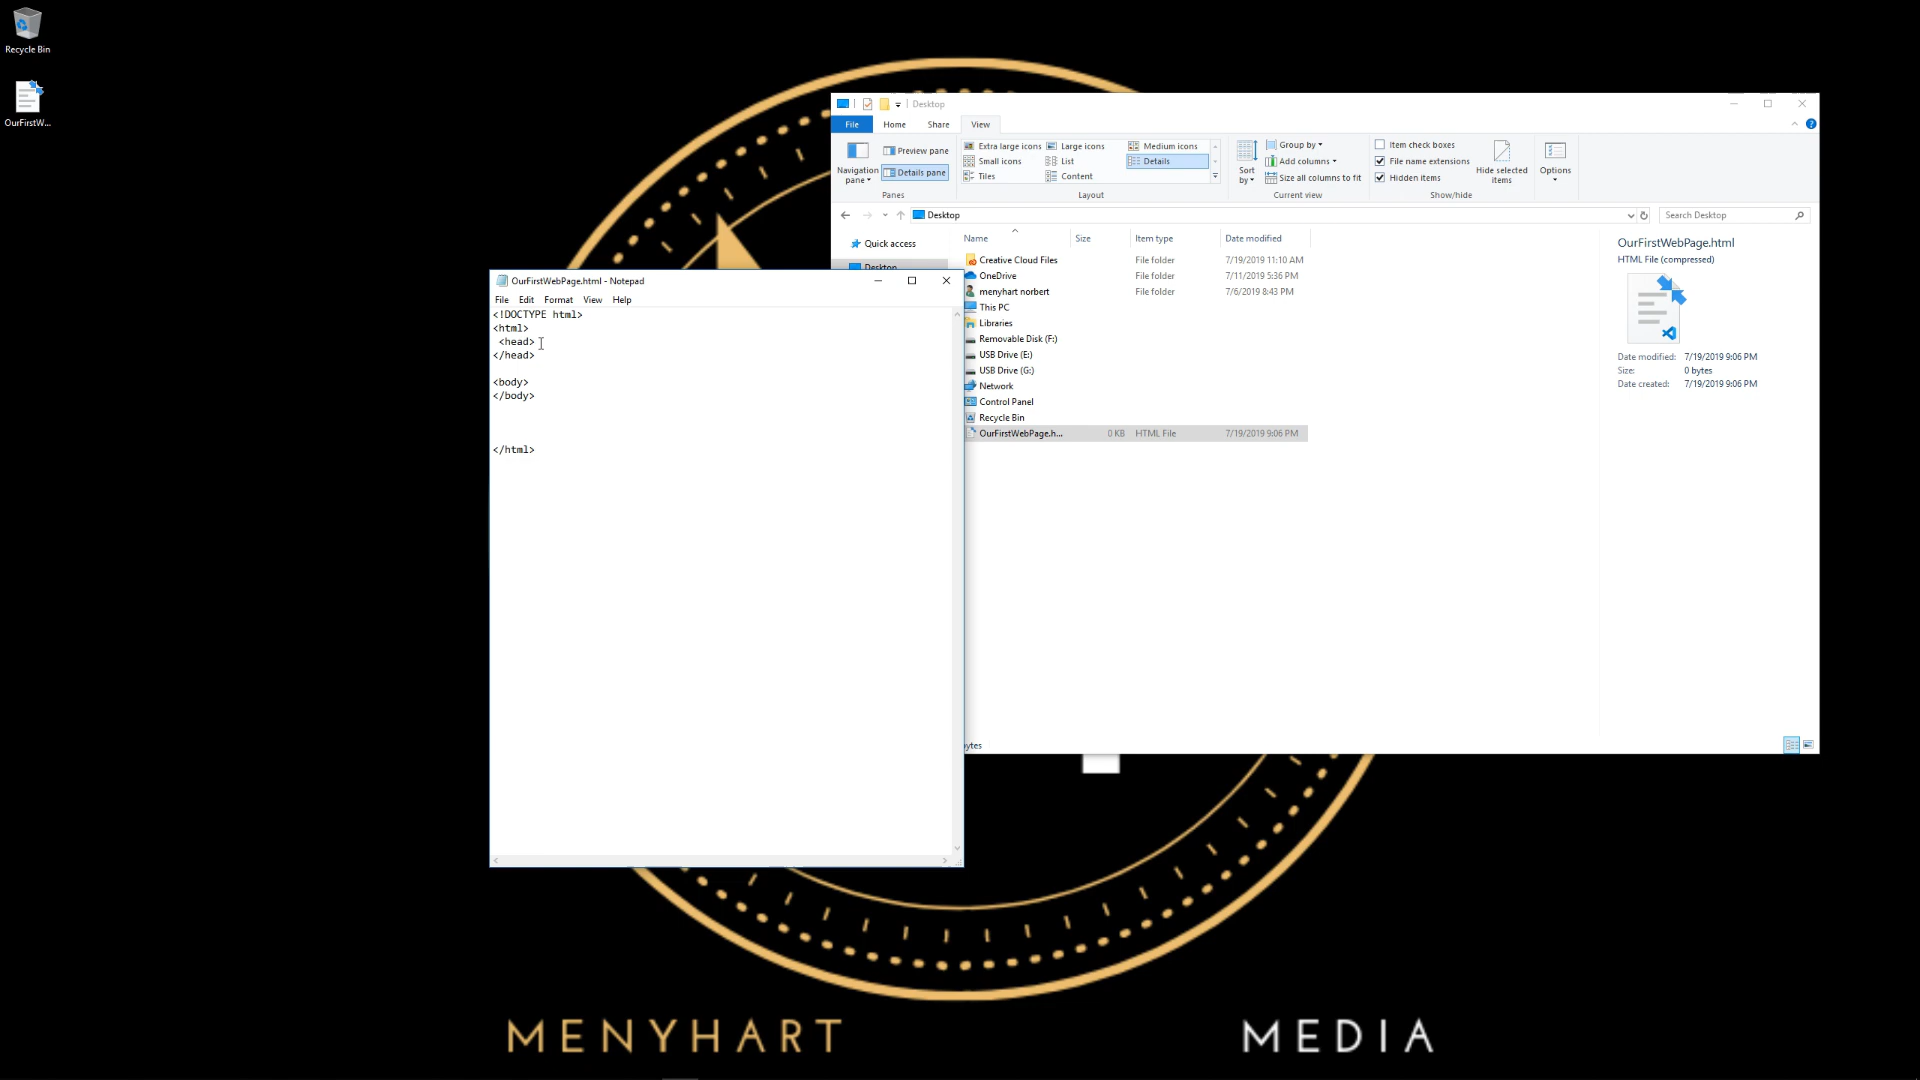 Recycle Bin
OurFirstW...
Desktop
File Home Share View
Navigation pane
Preview pane
Details pane
Panes
Extra large icons Large icons Medium icons
Small icons List Details
Tiles Content
Layout
Sort by
Group by
Add columns
Size all columns to fit
Current view
Item check boxes
File name extensions
Hidden items
Hide selected items
Show/hide
Options
Desktop
Search Desktop
Quick access
Desktop
Name Size Item type Date modified
Creative Cloud Files File folder 7/19/2019 11:10 AM
OneDrive File folder 7/11/2019 5:36 PM
menyhart norbert File folder 7/6/2019 8:43 PM
This PC
Libraries
Removable Disk (F:)
USB Drive (E:)
USB Drive (G:)
Network
Control Panel
Recycle Bin
OurFirstWebPage.h... 0 KB HTML File 7/19/2019 9:06 PM
OurFirstWebPage.html
HTML File (compressed)
Date modified: 7/19/2019 9:06 PM
Size: 0 bytes
Date created: 7/19/2019 9:06 PM
OurFirstWebPage.html - Notepad
File Edit Format View Help
<!DOCTYPE html>
<html>
<head>
</head>
<body>
</body>
</html>
MENYHART MEDIA